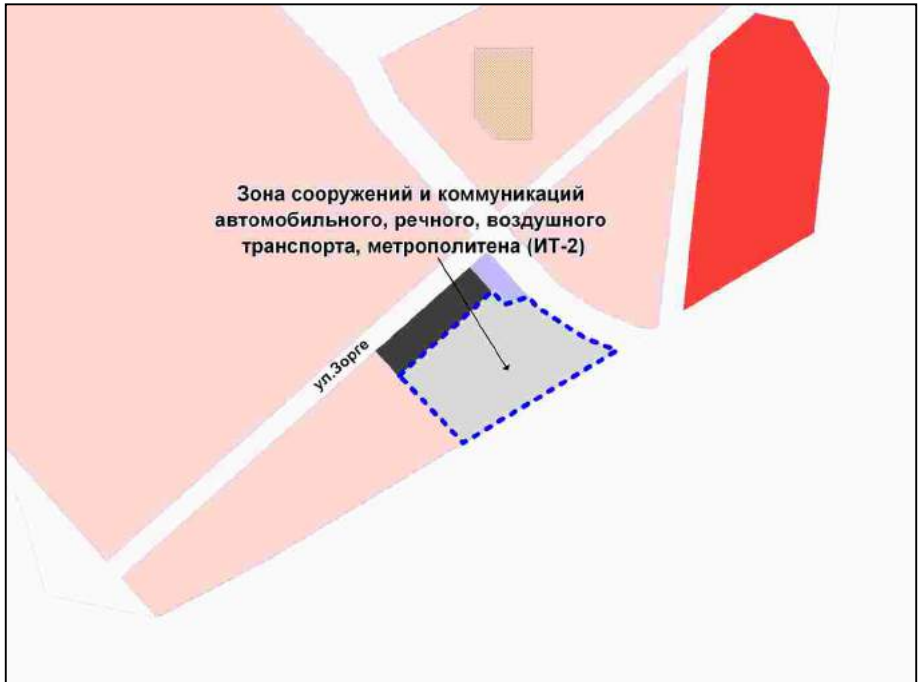 Зона сооружений и коммуникаций
автомобильного, речного, воздушного
транспорта, метрополитена (ИТ-2)
ул.Зорге